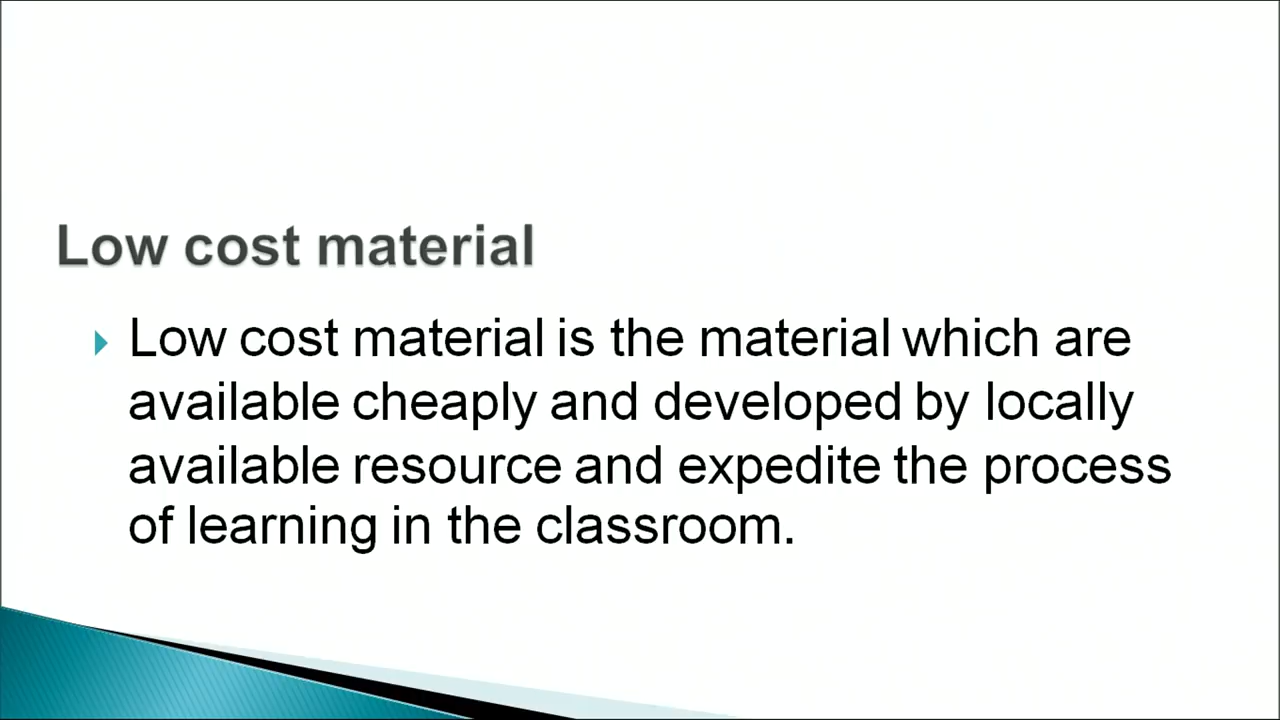 Low cost material
Low cost material is the material which are
available cheaply and developed by locally
available resource and expedite the process
of learning in the classroom.